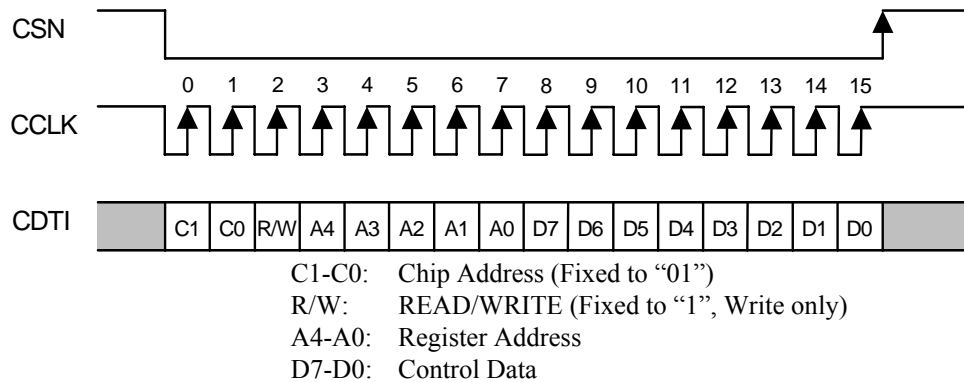 CSN
0 1 2 3 4 5 6 7 8 9 10 11 12 13 14 15
CCLK
CDTI
C1 C0 R/W A4 A3 A2 A1 A0 D7 D6 D5 D4 D3 D2 D1 D0
C1-C0: Chip Address (Fixed to “01”)
R/W: READ/WRITE (Fixed to “1”, Write only)
A4-A0: Register Address
D7-D0: Control Data